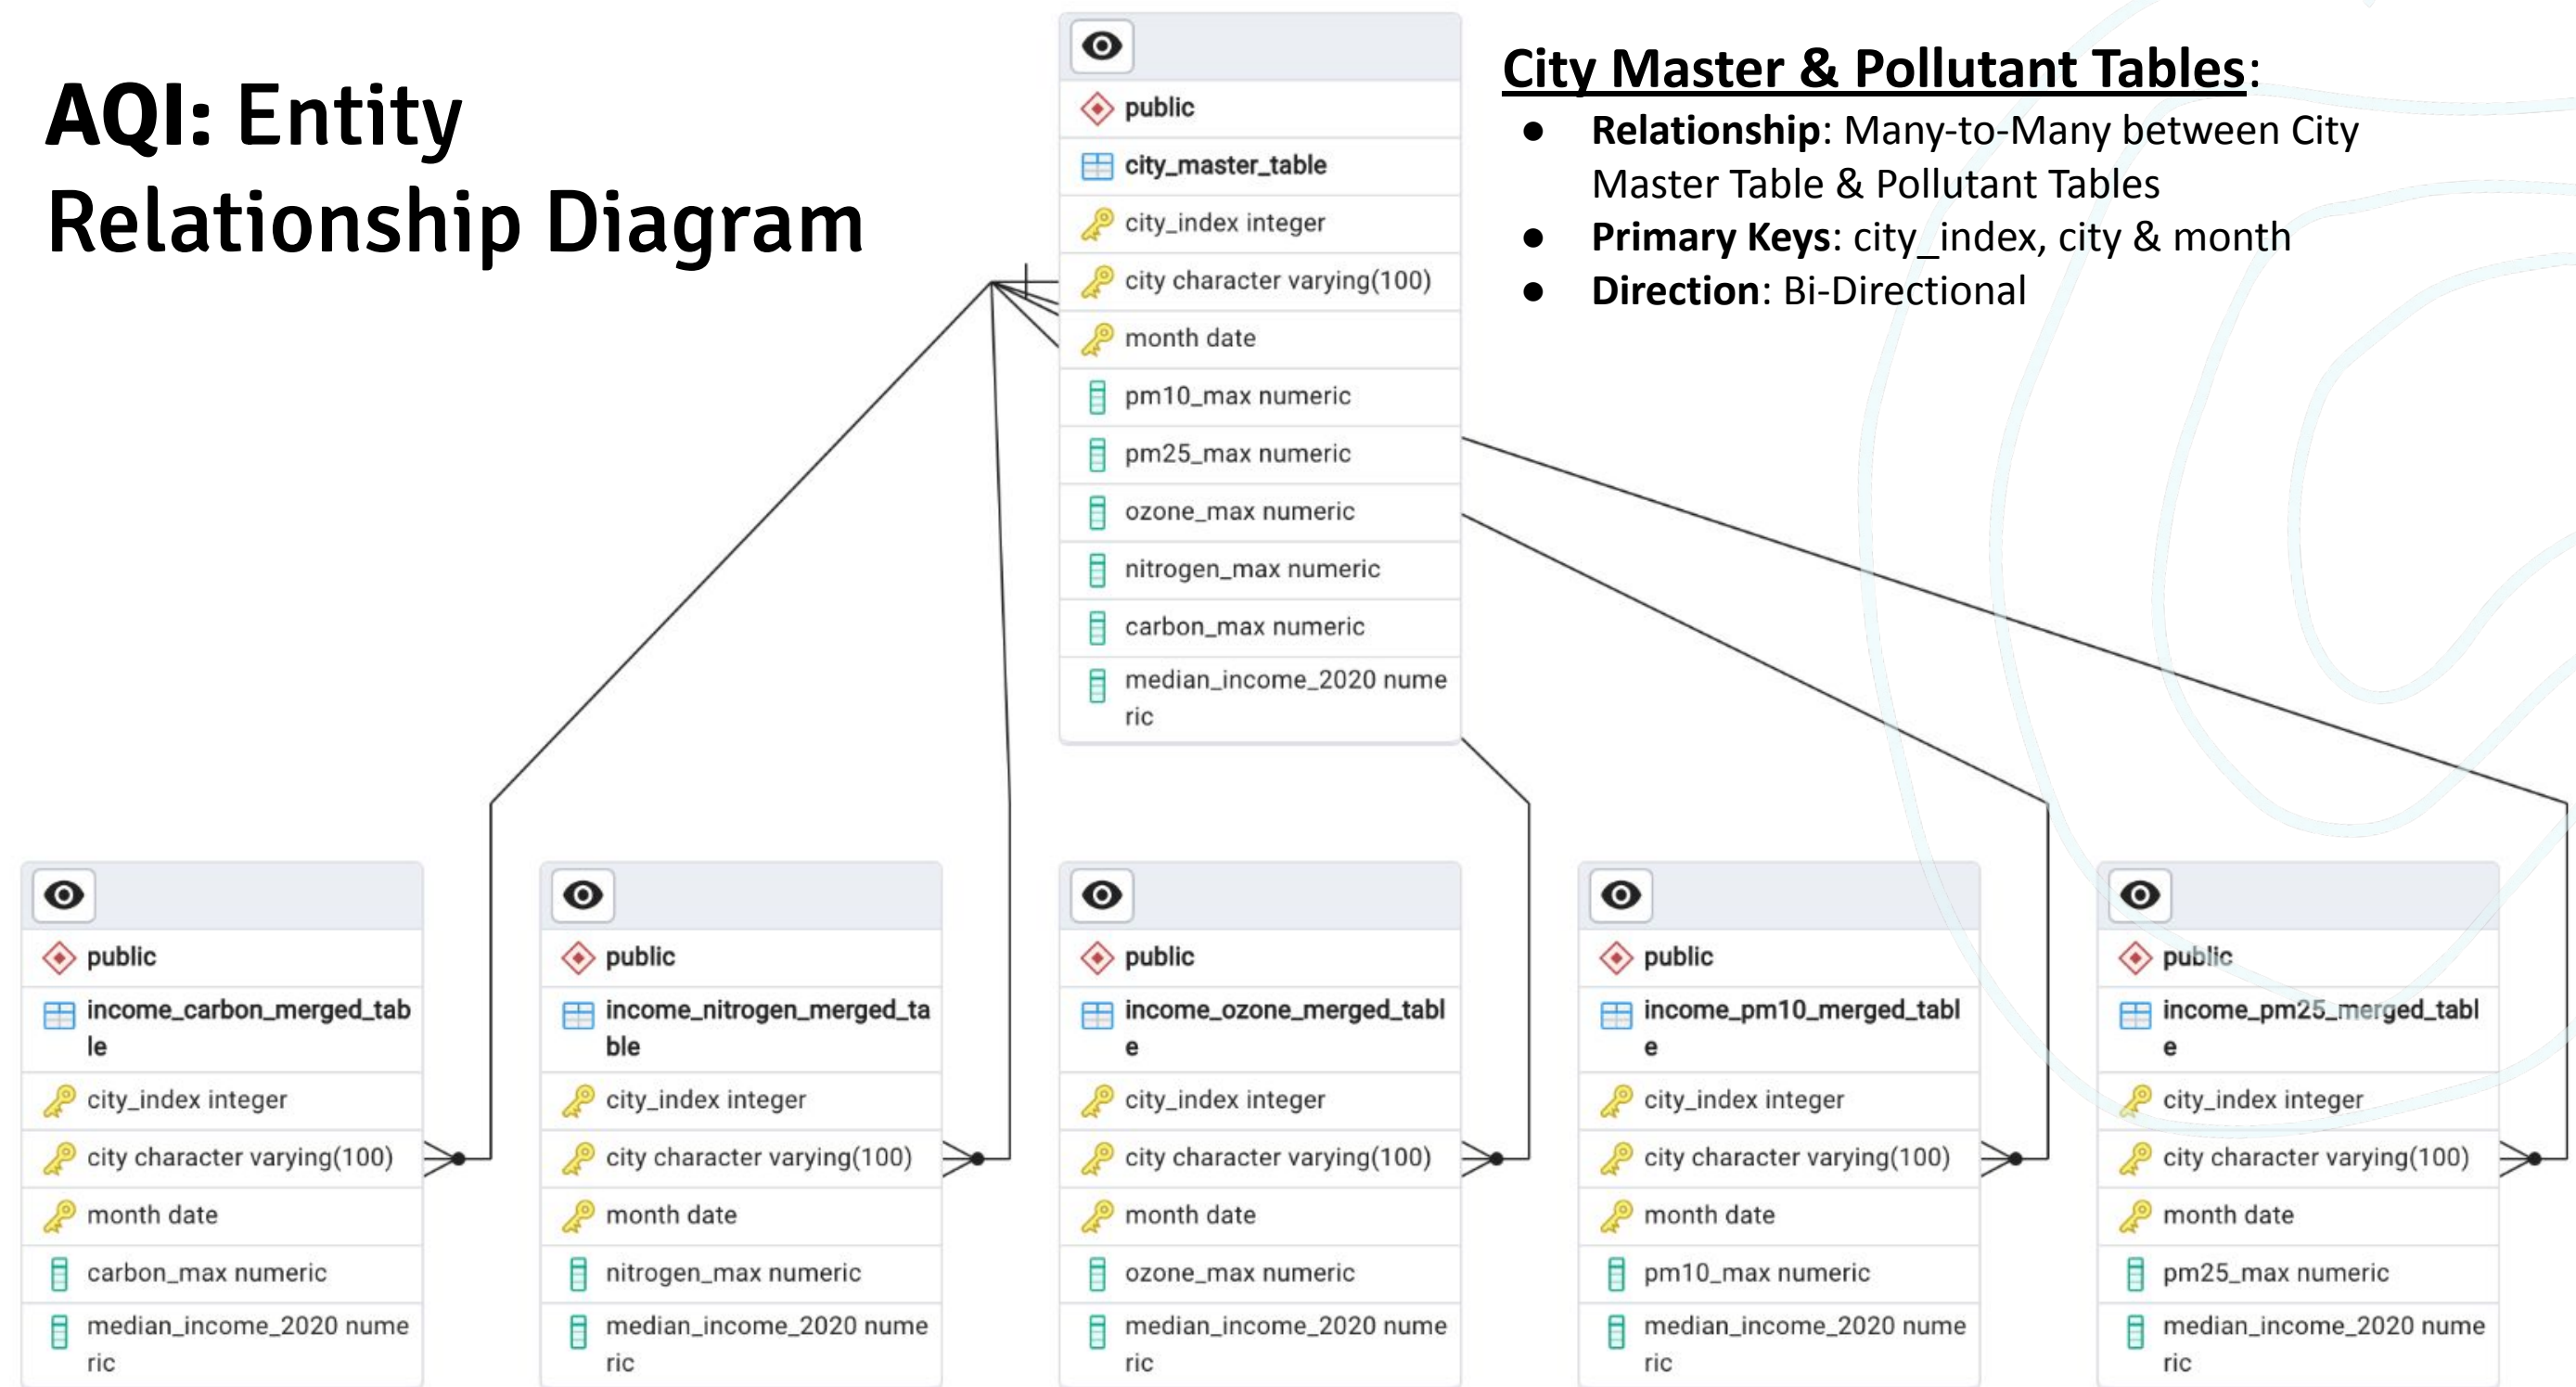 AQI: Entity
Relationship Diagram
public
city_master_table
city_index integer
city character varying(100)
month date
pm10_max numeric
pm25_max numeric
ozone_max numeric
nitrogen_max numeric
carbon_max numeric
median_income_2020 nume
ric
City Master & Pollutant Tables:
● Relationship: Many-to-Many between City
Master Table & Pollutant Tables
● Primary Keys: city_index, city & month
● Direction: Bi-Directional
public
income_carbon_merged_tab
le
city_index integer
city character varying(100)
month date
carbon_max numeric
median_income_2020 nume
ric
public
income_nitrogen_merged_ta
ble
city_index integer
city character varying(100)
month date
nitrogen_max numeric
median_income_2020 nume
ric
public
income_ozone_merged_tabl
e
city_index integer
city character varying(100)
month date
ozone_max numeric
median_income_2020 nume
ric
public
income_pm10_merged_tabl
e
city_index integer
city character varying(100)
month date
pm10_max numeric
median_income_2020 nume
ric
public
income_pm25_merged_tabl
e
city_index integer
city character varying(100)
month date
pm25_max numeric
median_income_2020 nume
ric